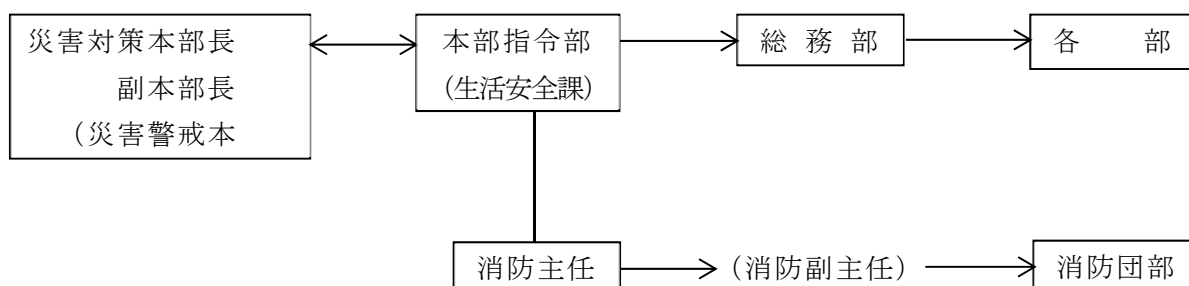 災害対策本部長
副本部長
（災害警戒本
本部指令部
（生活安全課）
総務部
各　部
消防主任
（消防副主任）
消防団部